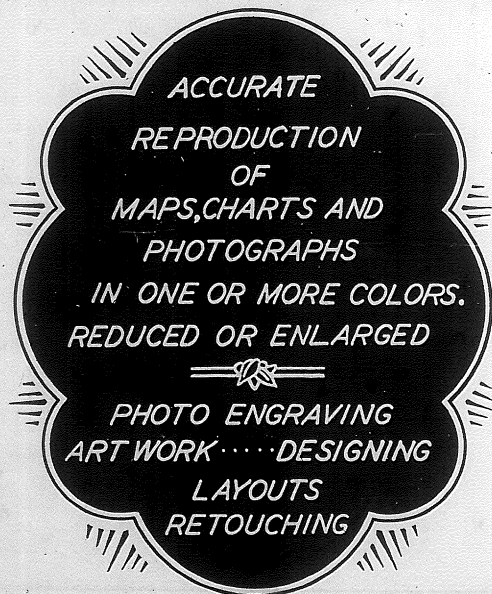 ACCURATE
REPRODUCTION
OF
MAPS, CHARTS AND
PHOTOGRAPHS
IN ONE OR MORE COLORS.
REDUCED OR ENLARGED
PHOTO ENGRAVING
ART WORK ····· DESIGNING
LAYOUTS
RETOUCHING